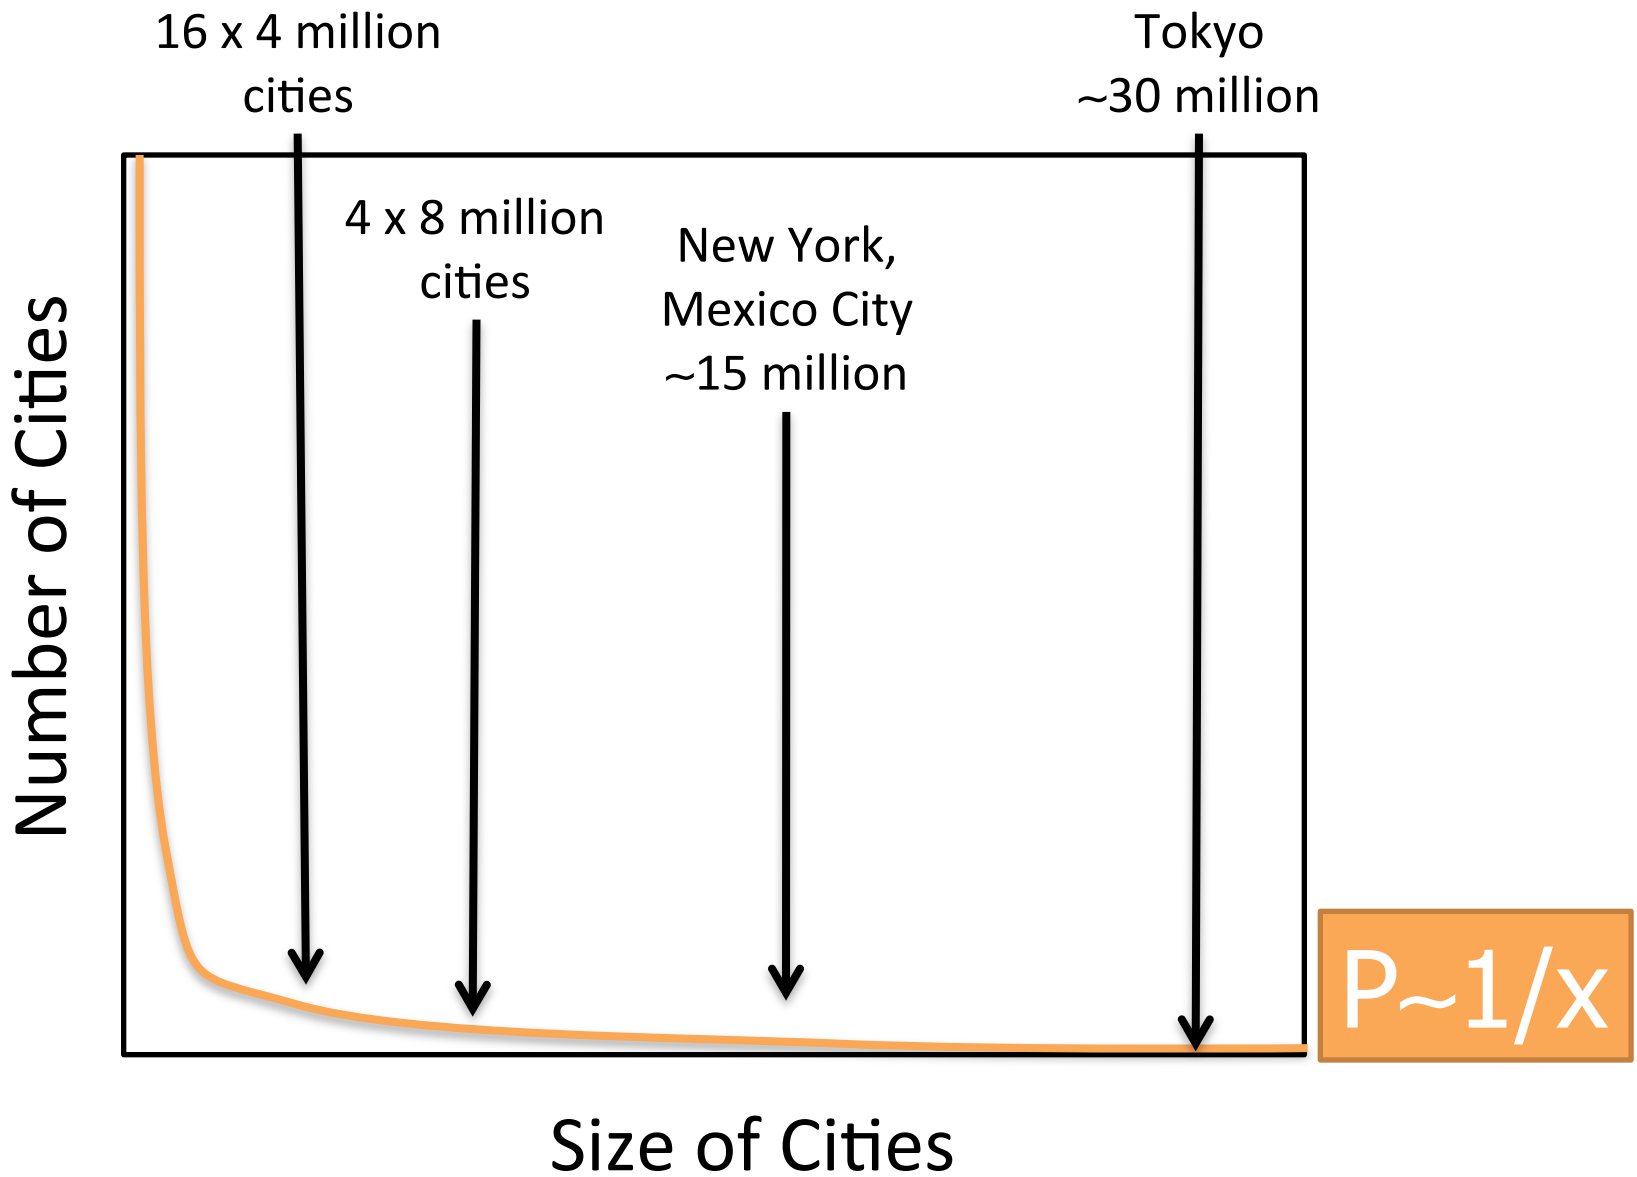 16 x 4 million
cities
Tokyo
~30 million
4 x 8 million
cities
New York,
Mexico City
~15 million
Number of Cities
P~1/x
Size of Cities